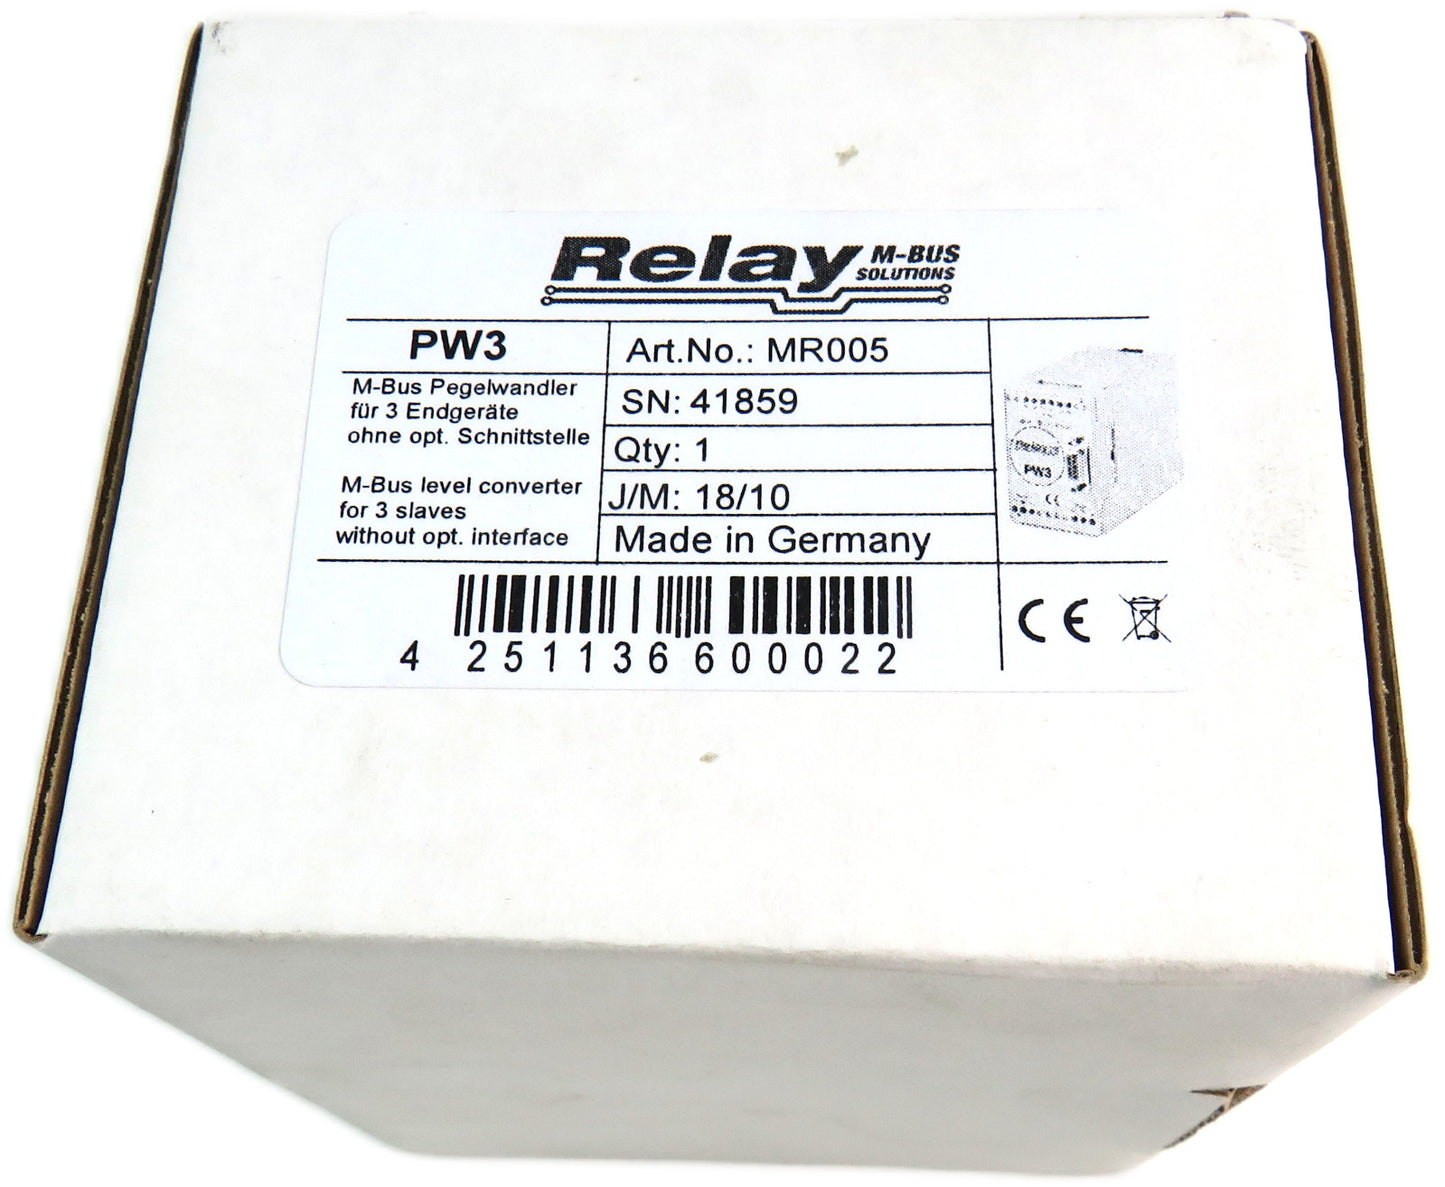 Relay M-BUS
SOLUTIONS
PW3
M-Bus Pegelwandler
für 3 Endgeräte
ohne opt. Schnittstelle
M-Bus level converter
for 3 slaves
without opt. interface
Art.No.: MR005
SN: 41859
Qty: 1
J/M: 18/10
Made in Germany
PW3
CE
4 251136 600022
CE